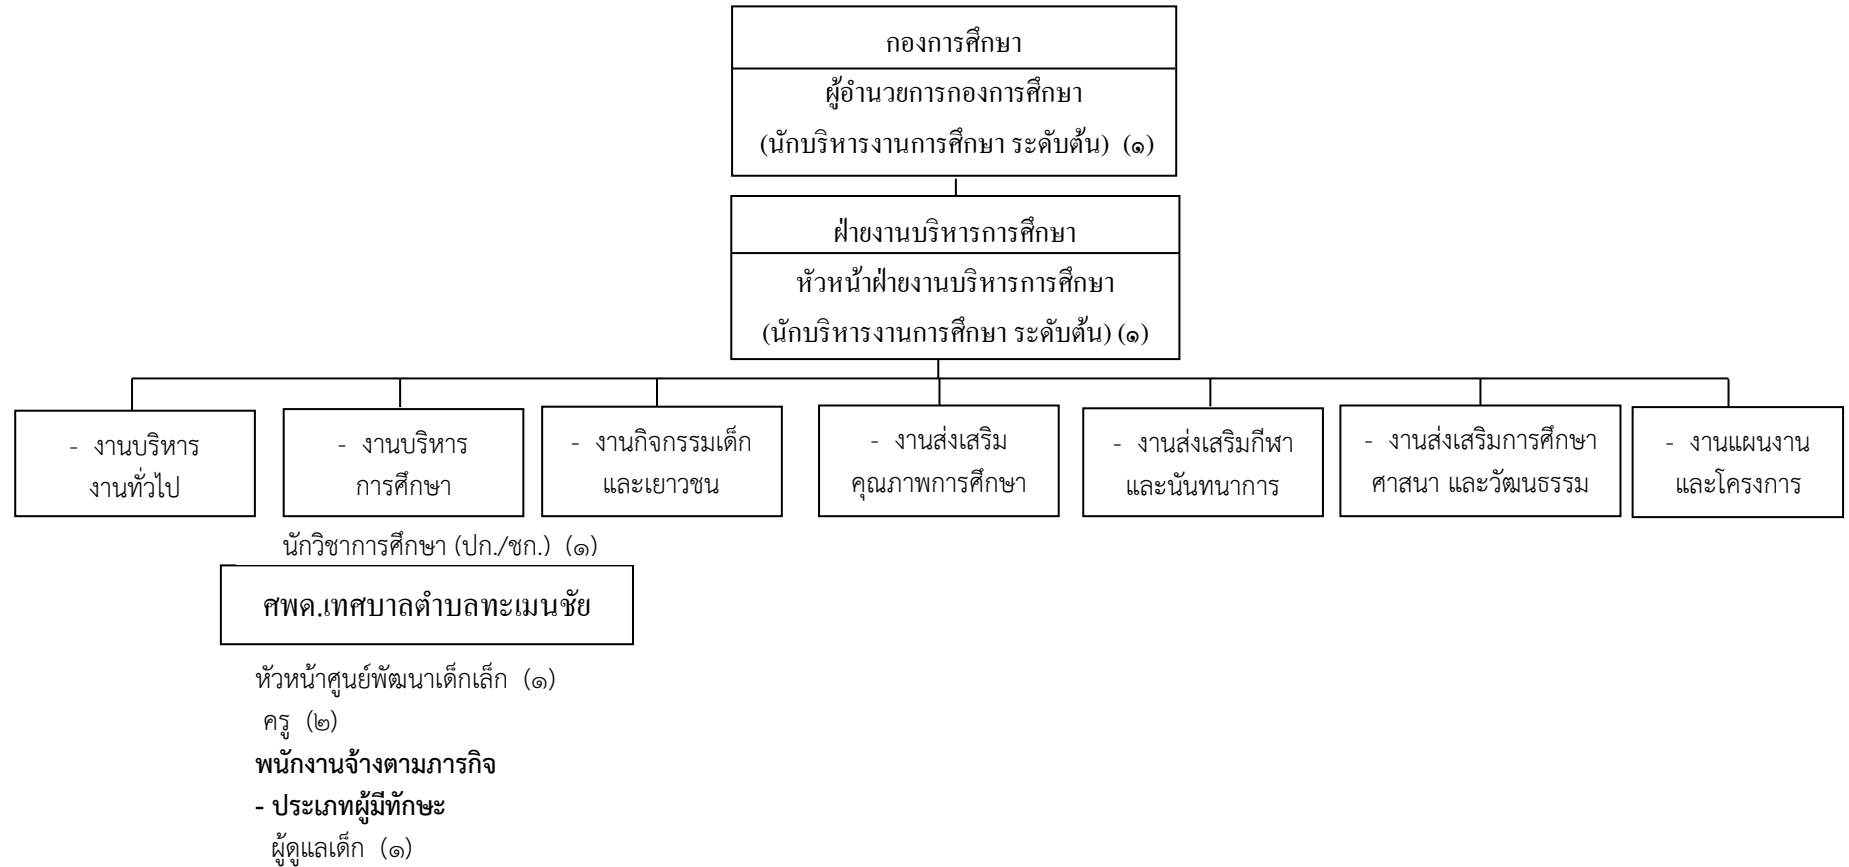 กองการศึกษา
ผู้อำนวยการกองการศึกษา
(นักบริหารงานการศึกษา ระดับต้น) (๑)
ฝ่ายงานบริหารการศึกษา
หัวหน้าฝ่ายงานบริหารการศึกษา
(นักบริหารงานการศึกษา ระดับต้น) (๑)
- งานบริหาร
งานทั่วไป
- งานบริหาร
การศึกษา
- งานกิจกรรมเด็ก
และเยาวชน
- งานส่งเสริม
คุณภาพการศึกษา
- งานส่งเสริมกีฬา
และนันทนาการ
- งานส่งเสริมการศึกษา
ศาสนา และวัฒนธรรม
- งานแผนงาน
และโครงการ
นักวิชาการศึกษา (ปก./ชก.) (๑)
ศพด.เทศบาลตำบลทะเมนชัย
หัวหน้าศูนย์พัฒนาเด็กเล็ก (๑)
ครู (๒)
พนักงานจ้างตามภารกิจ
- ประเภทผู้มีทักษะ
ผู้ดูแลเด็ก (๑)